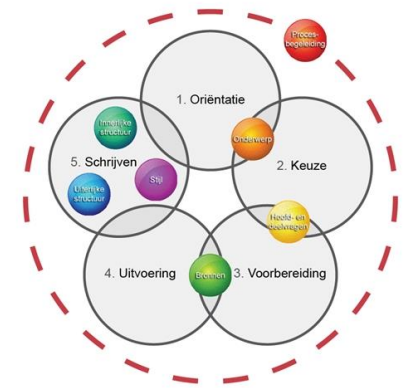 Proces-
begeleiding
1. Oriëntatie
Innerlijke
structuur
Onderwerp
5. Schrijven
2. Keuze
Stijl
Uiterlijke
structuur
Hoofd- en
deelvragen
4. Uitvoering
Bronnen
3. Voorbereiding